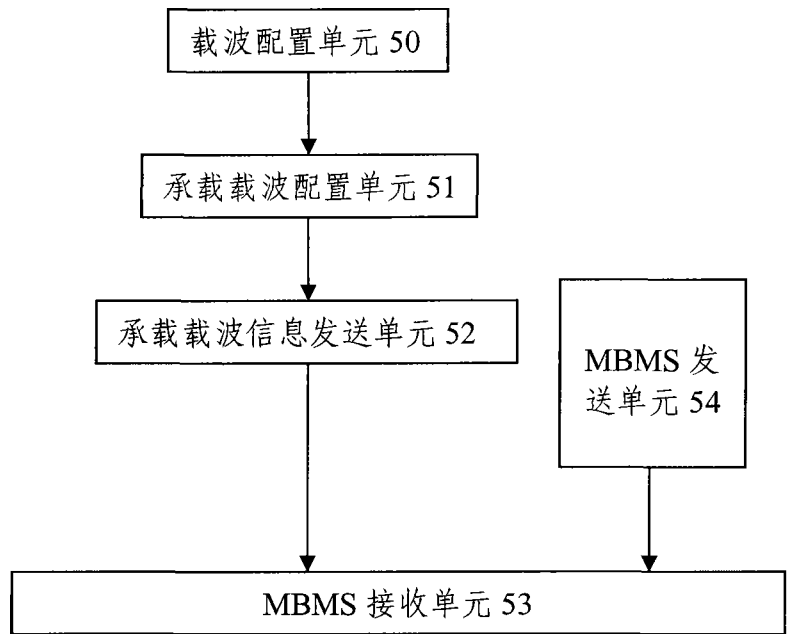 载波配置单元 50
承载载波配置单元 51
承载载波信息发送单元 52
MBMS 发
送单元 54
MBMS 接收单元 53